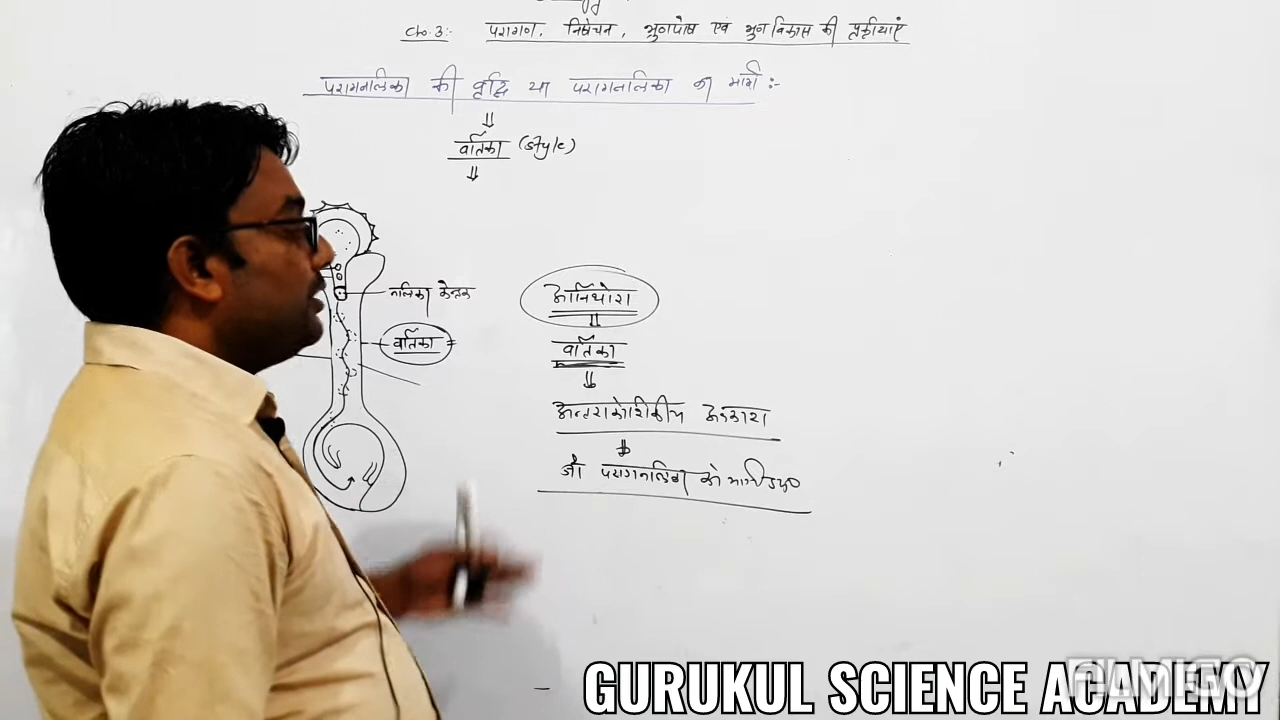 Ch. 3:- परागण, निषेचन, भ्रुणपोष एवं भ्रुण विकास की प्रक्रीयाएं
परागनलिका की वृद्धि या परागनलिका का मार्ग :-
वर्तिका (style)
नलिका केन्द्रक
वर्तिका
वर्तिका
अन्तराकोशिकीय अवकाश
जो परागनलिका को
GURUKUL SCIENCE ACADEMY
FILMIGO